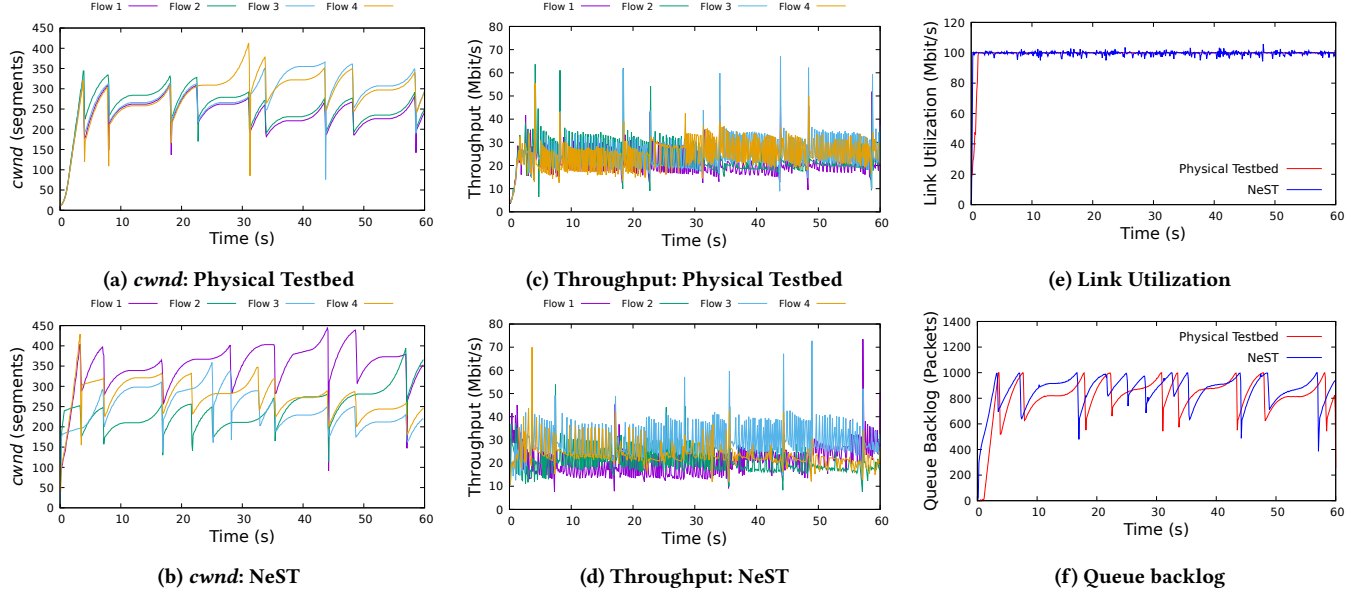 Flow 1 Flow 2 Flow 3 Flow 4
450
400
350
300
250
200
150
100
50
0
cwnd (segments)
0 10 20 30 40 50 60
Time (s)
(a) cwnd: Physical Testbed
Flow 1 Flow 2 Flow 3 Flow 4
80
70
60
50
40
30
20
10
0
Throughput (Mbit/s)
0 10 20 30 40 50 60
Time (s)
(c) Throughput: Physical Testbed
120
100
80
60
40
20
0
Link Utilization (Mbit/s)
Physical Testbed
NeST
0 10 20 30 40 50 60
Time (s)
(e) Link Utilization
Flow 1 Flow 2 Flow 3 Flow 4
450
400
350
300
250
200
150
100
50
0
cwnd (segments)
0 10 20 30 40 50 60
Time (s)
(b) cwnd: NeST
Flow 1 Flow 2 Flow 3 Flow 4
80
70
60
50
40
30
20
10
0
Throughput (Mbit/s)
0 10 20 30 40 50 60
Time (s)
(d) Throughput: NeST
1400
1200
1000
800
600
400
200
0
Queue Backlog (Packets)
Physical Testbed
NeST
0 10 20 30 40 50 60
Time (s)
(f) Queue backlog